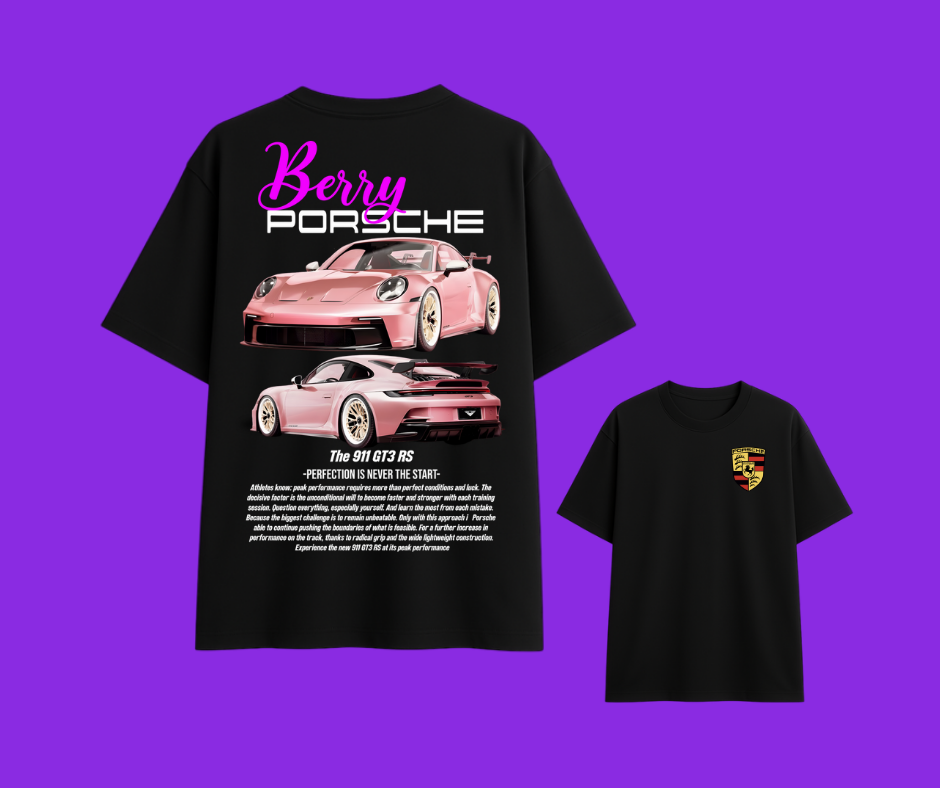 Berry
PORSCHE
The 911 GT3 RS
-PERFECTION IS NEVER THE START-
Athletes know: peak performance requires more than perfect conditions and luck. The
decisive factor is the unconditional will to become faster and stronger with each training
session. Question everything, especially yourself. And learn the most from each mistake.
Because the biggest challenge is to remain unbeatable. Only with this approach i Porsche
able to continue pushing the boundaries of what is feasible. For a further increase in
performance on the track, thanks to radical grip and the wide lightweight construction.
Experience the new 911 GT3 RS at its peak performance
PORSCHE